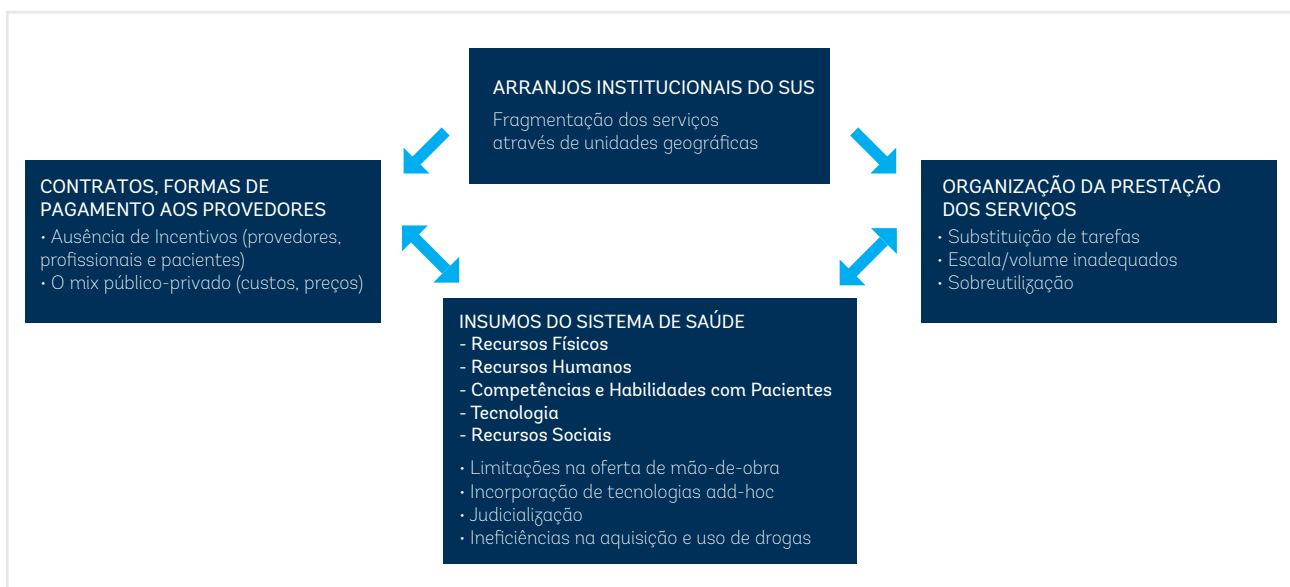 ARRANJOS INSTITUCIONAIS DO SUS
Fragmentação dos serviços
através de unidades geográficas
CONTRATOS, FORMAS DE
PAGAMENTO AOS PROVEDORES
• Ausência de Incentivos (provedores,
profissionais e pacientes)
• O mix público-privado (custos, preços)
ORGANIZAÇÃO DA PRESTAÇÃO
DOS SERVIÇOS
• Substituição de tarefas
• Escala/volume inadequados
• Sobreutilização
INSUMOS DO SISTEMA DE SAÚDE
- Recursos Físicos
- Recursos Humanos
- Competências e Habilidades com Pacientes
- Tecnologia
- Recursos Sociais
• Limitações na oferta de mão-de-obra
• Incorporação de tecnologias add-hoc
• Judicialização
• Ineficiências na aquisição e uso de drogas